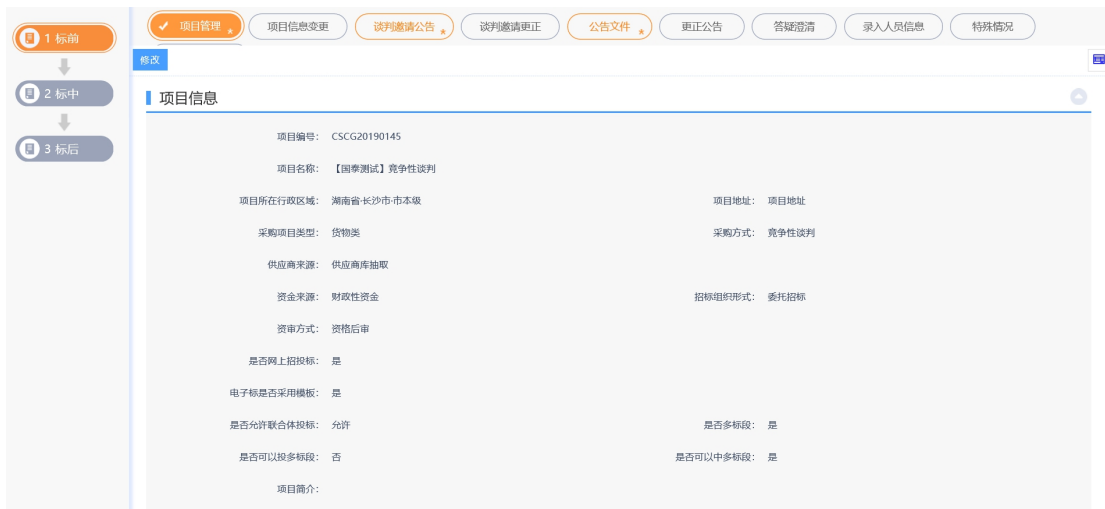 1 标前
2 标中
3 标后
项目管理 * 项目信息变更 谈判邀请公告 * 谈判邀请更正 公告文件 * 更正公告 答疑澄清 录入人员信息 特殊情况
修改
项目信息
项目编号： CSCG20190145
项目名称： 【国泰测试】竞争性谈判
项目所在行政区域： 湖南省·长沙市·市本级 项目地址： 项目地址
采购项目类型： 货物类 采购方式： 竞争性谈判
供应商来源： 供应商库抽取
资金来源： 财政性资金 招标组织形式： 委托招标
资审方式： 资格后审
是否网上招投标： 是
电子标是否采用模板： 是
是否允许联合体投标： 允许 是否多标段： 是
是否可以投多标段： 否 是否可以中多标段： 是
项目简介：